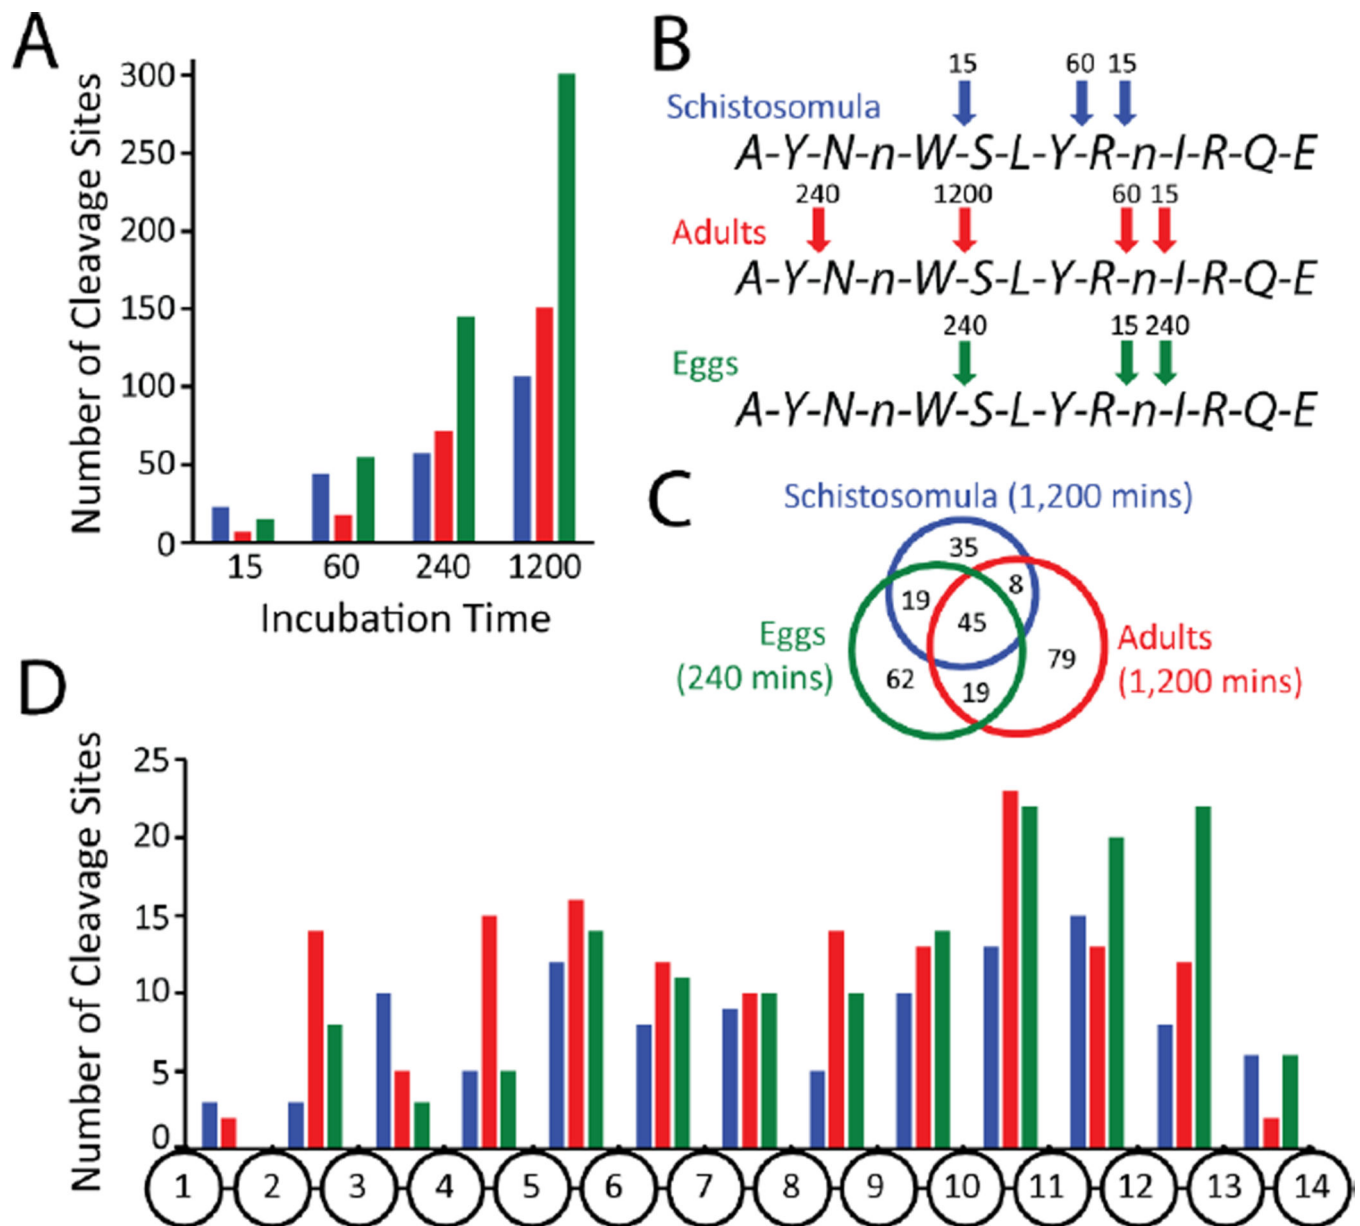 A
Number of Cleavage Sites
300
250
200
150
100
50
0
15 60 240 1200
Incubation Time
B
15 60 15
Schistosomula
A-Y-N-n-W-S-L-Y-R-n-I-R-Q-E
240 1200 60 15
Adults
A-Y-N-n-W-S-L-Y-R-n-I-R-Q-E
240 15 240
Eggs
A-Y-N-n-W-S-L-Y-R-n-I-R-Q-E
C
Schistosomula (1,200 mins)
35
19 8
45
Eggs
(240 mins)
62
19
79
Adults
(1,200 mins)
D
Number of Cleavage Sites
25
20
15
10
5
0
1 2 3 4 5 6 7 8 9 10 11 12 13 14